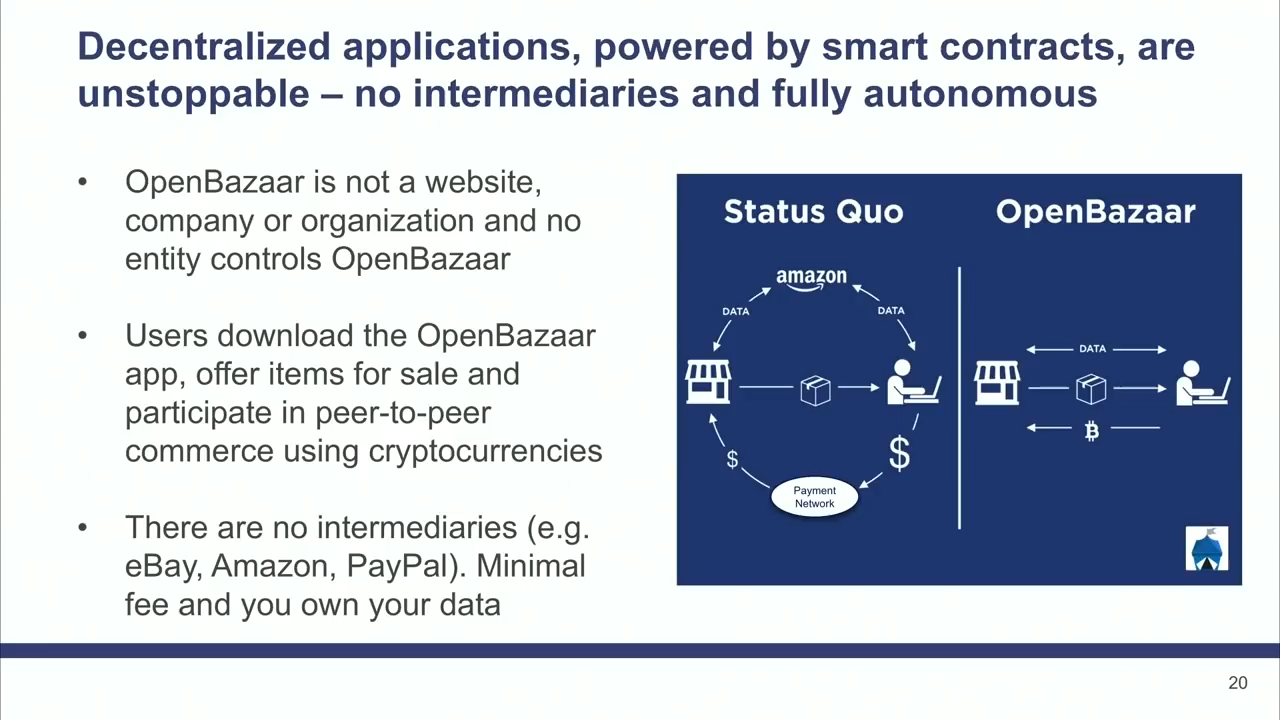 Decentralized applications, powered by smart contracts, are
unstoppable – no intermediaries and fully autonomous
• OpenBazaar is not a website,
company or organization and no
entity controls OpenBazaar
• Users download the OpenBazaar
app, offer items for sale and
participate in peer-to-peer
commerce using cryptocurrencies
• There are no intermediaries (e.g.
eBay, Amazon, PayPal). Minimal
fee and you own your data
Status Quo
amazon
DATA
DATA
$
$
Payment
Network
OpenBazaar
DATA
₿
20